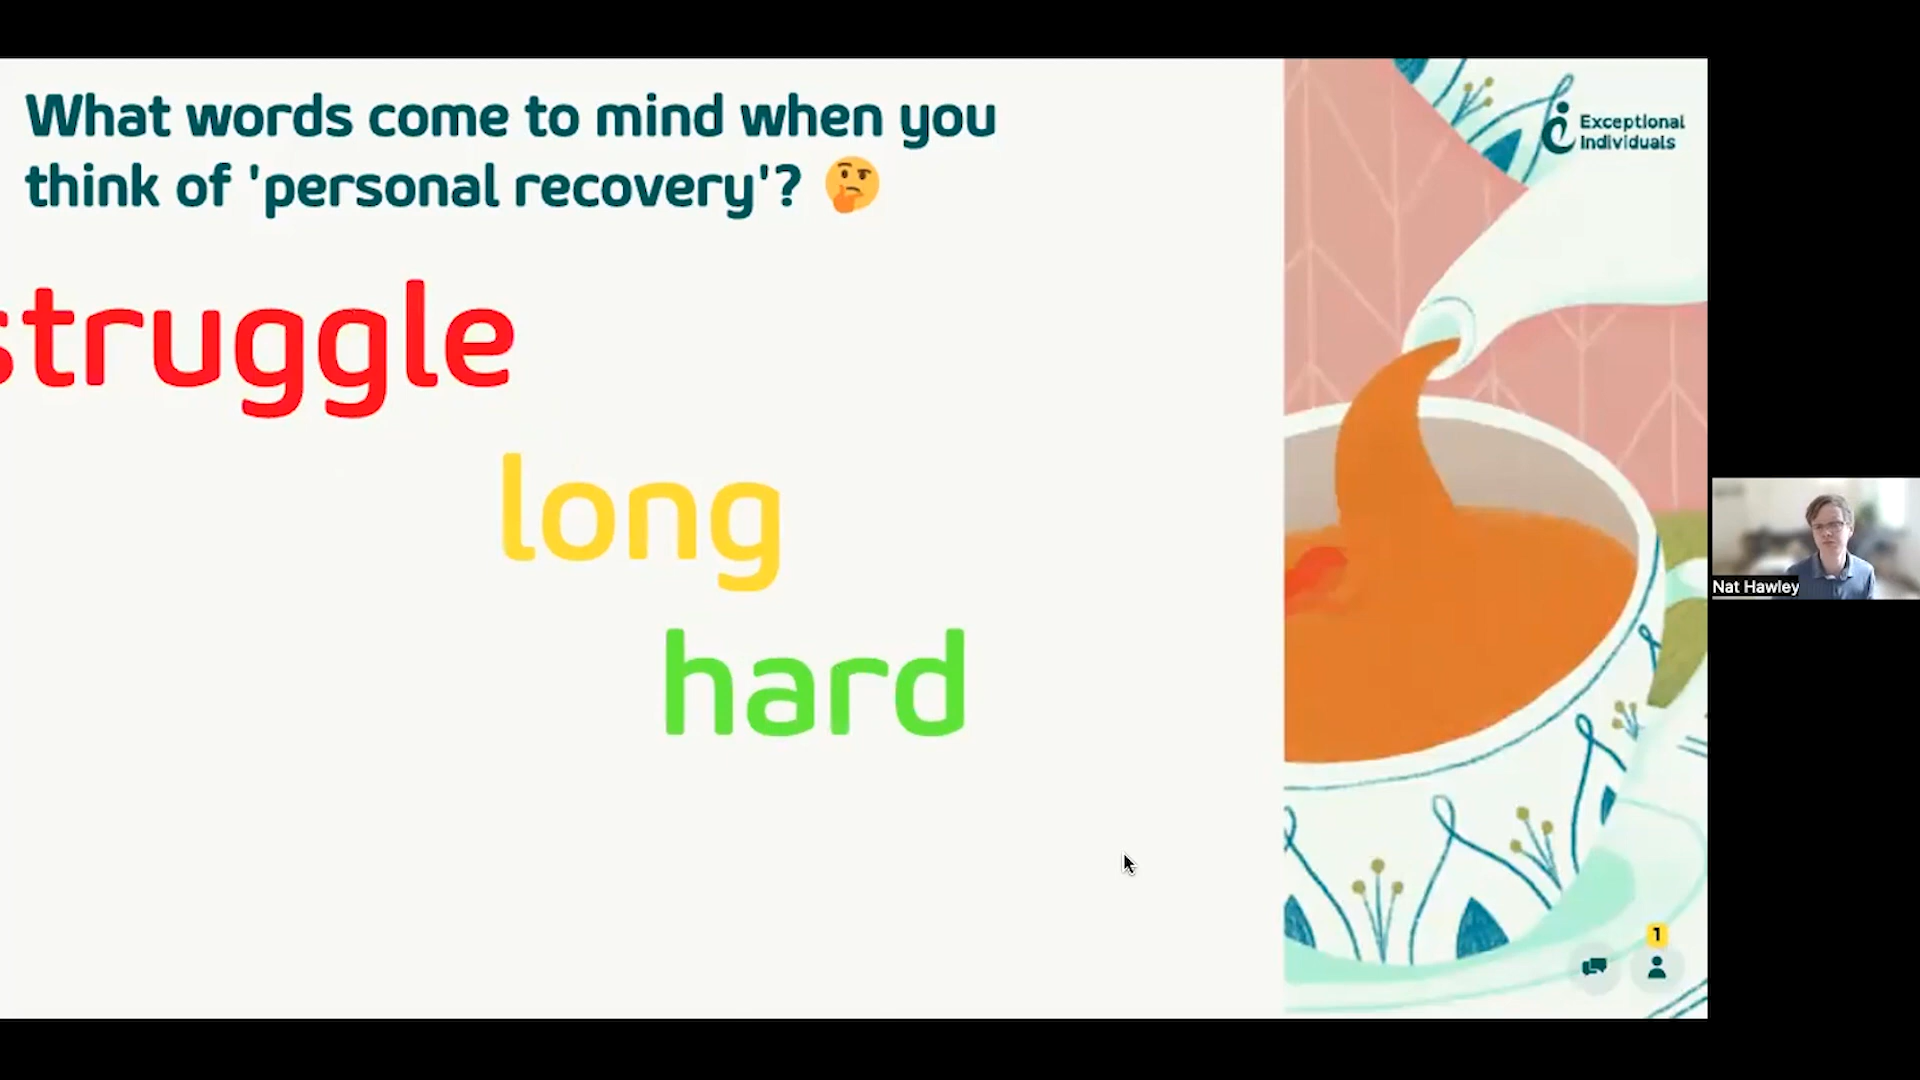 What words come to mind when you
think of 'personal recovery'? 🤔
Exceptional
Individuals
struggle
long
hard
Nat Hawley
1